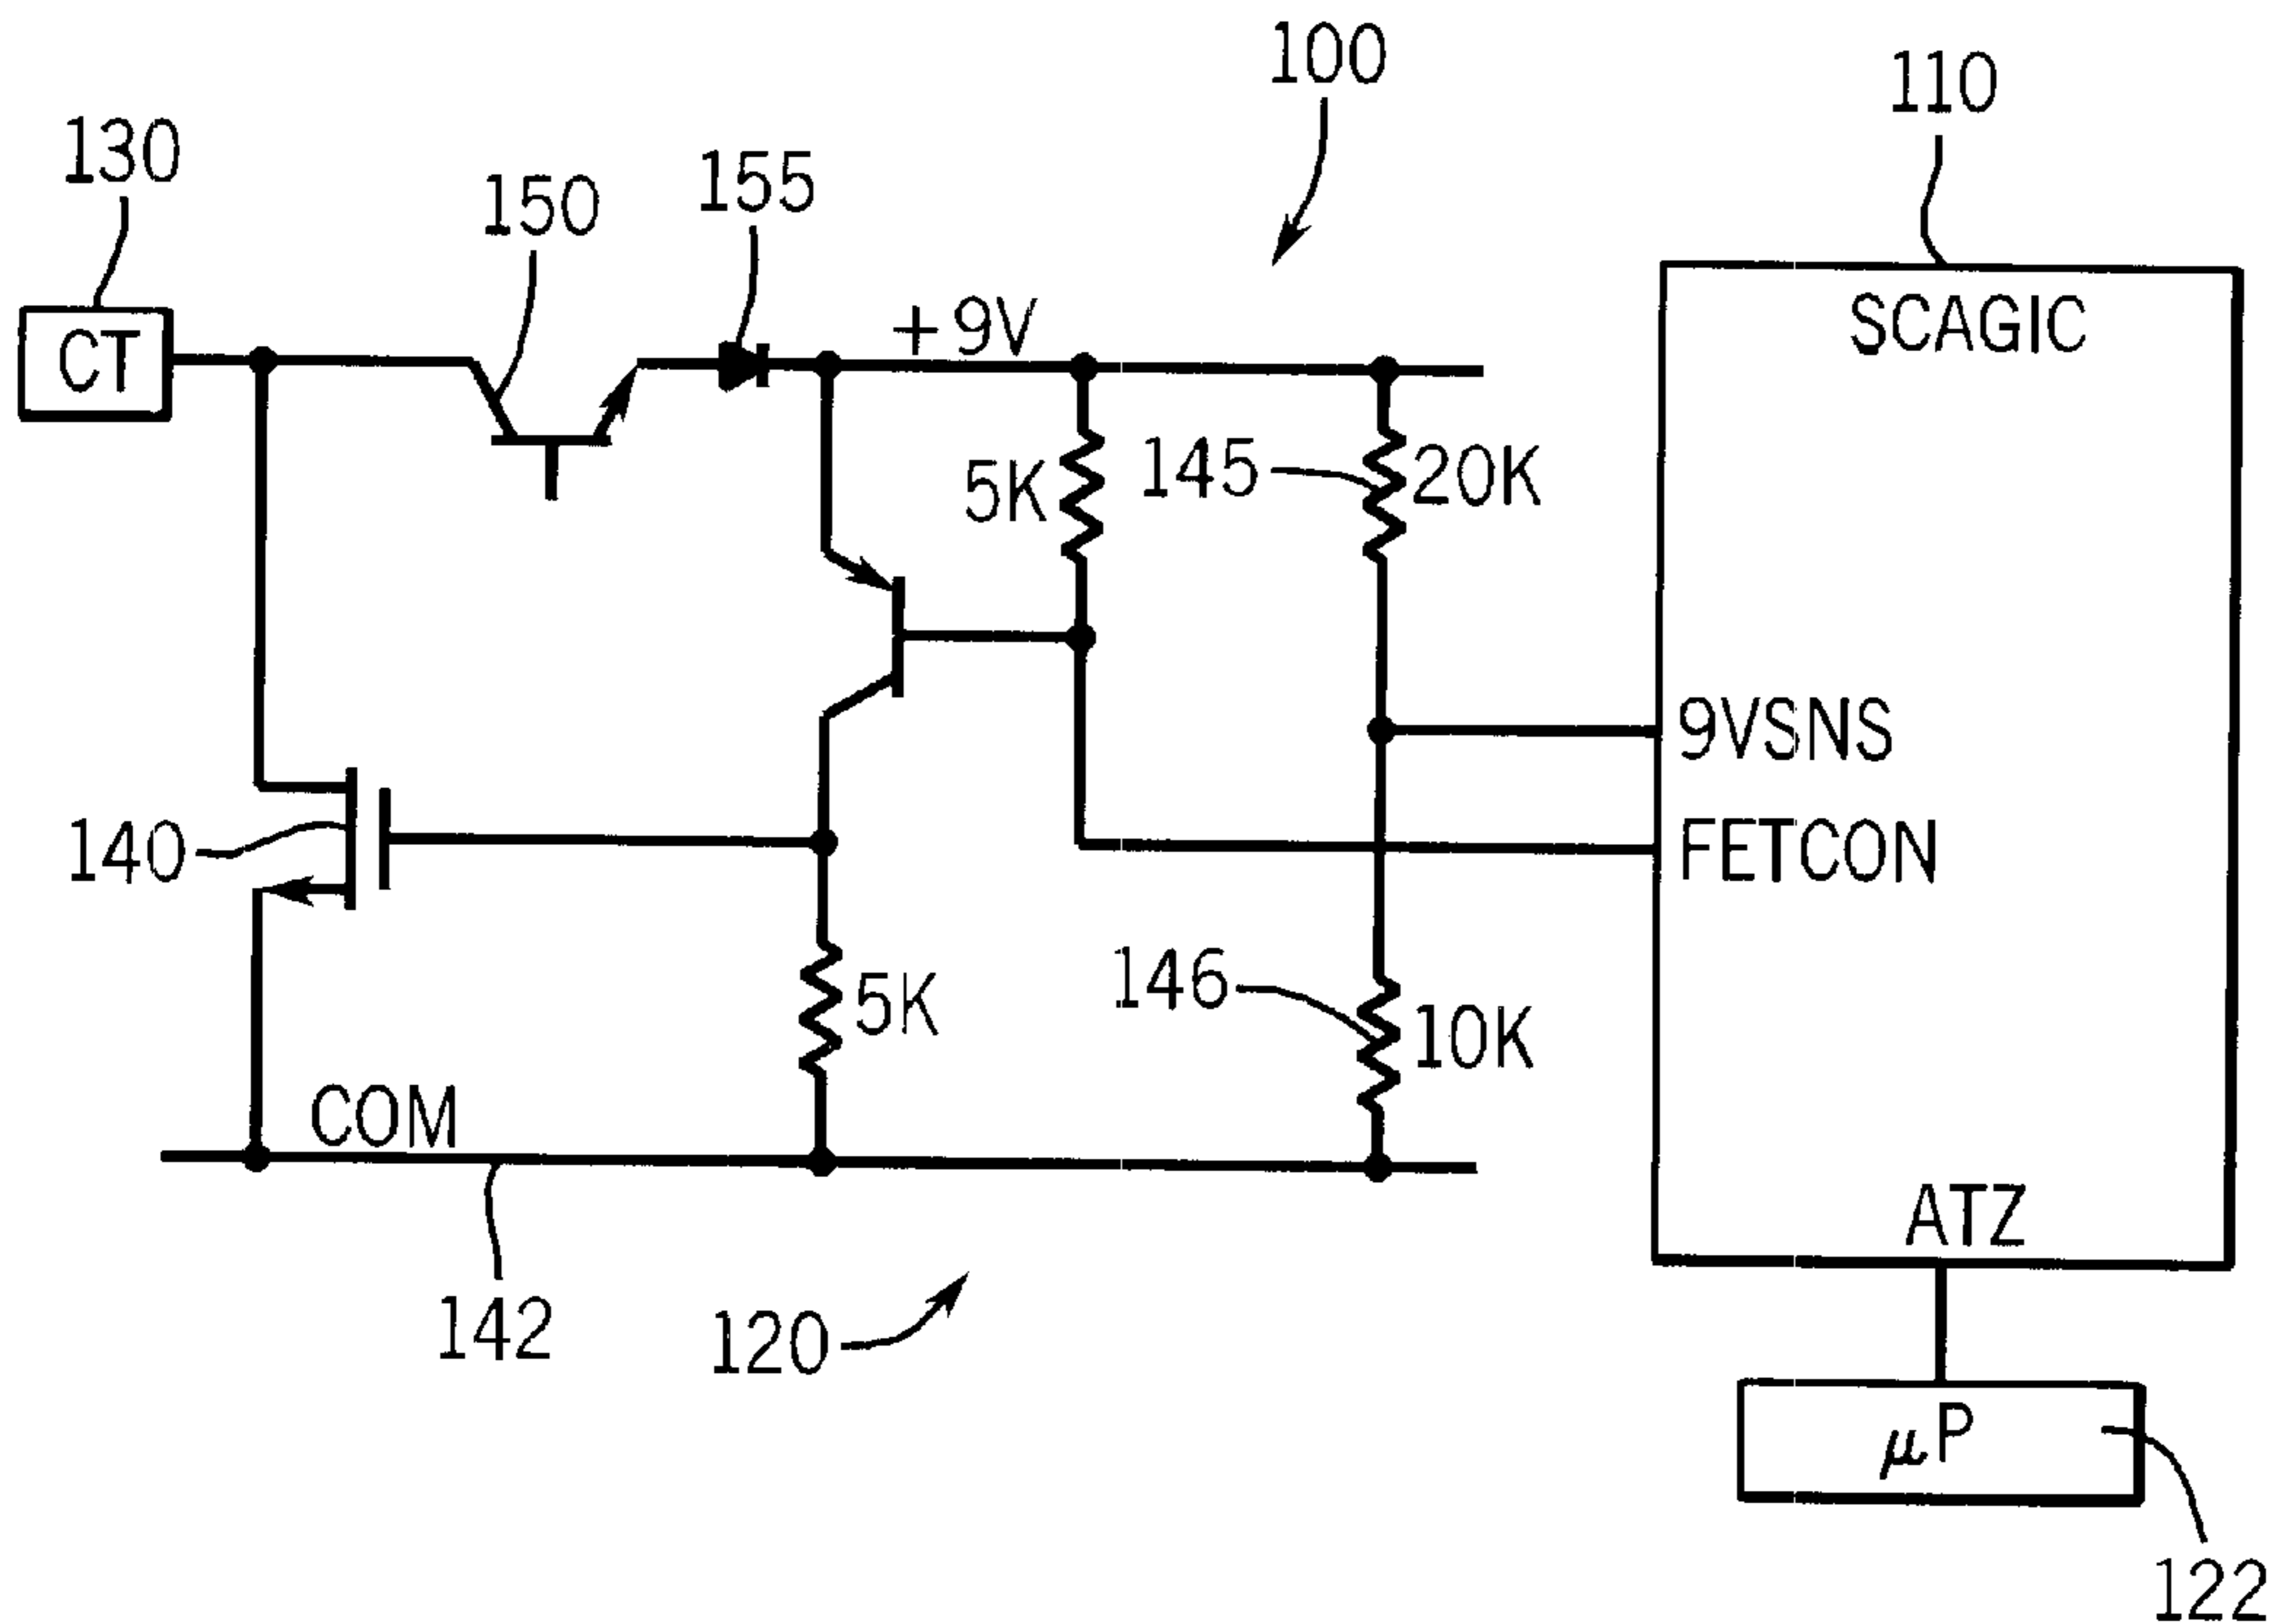 100
110
130
150
155
CT
+9V
SCAGIC
5K
145
20K
9VSNS
140
FETCON
146
5K
10K
COM
ATZ
142
120
μP
122